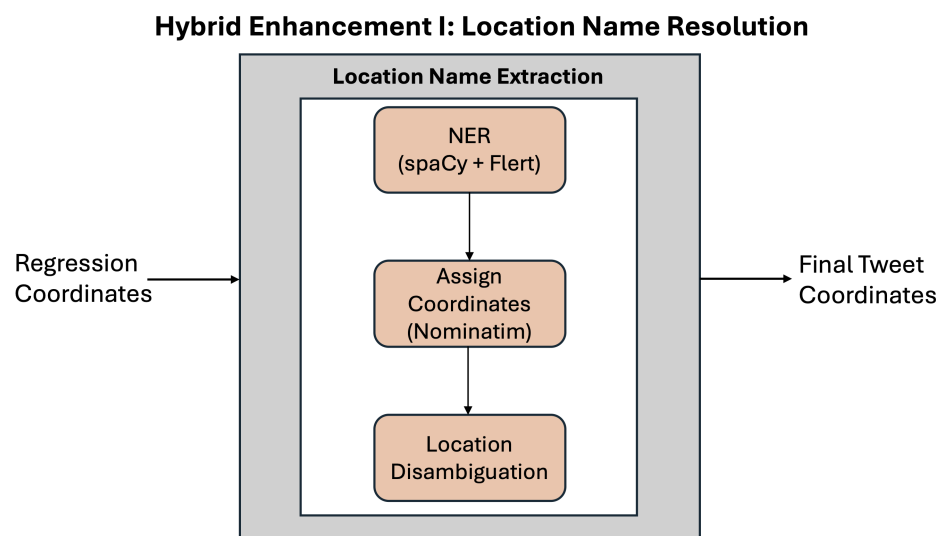 Hybrid Enhancement I: Location Name Resolution
Location Name Extraction
NER
(spaCy + Flert)
Regression
Coordinates
Assign
Coordinates
(Nominatim)
Final Tweet
Coordinates
Location
Disambiguation